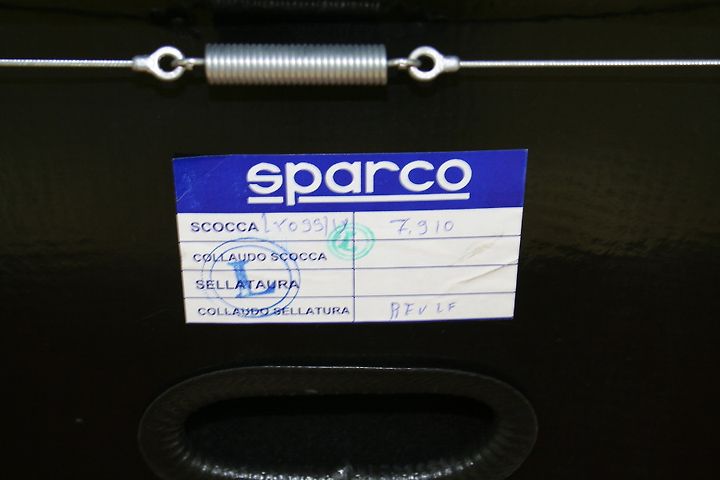 sparco
SCOCCA 7.910
COLLAUDO SCOCCA
SELLATAURA
L
COLLAUDO SELLATURA